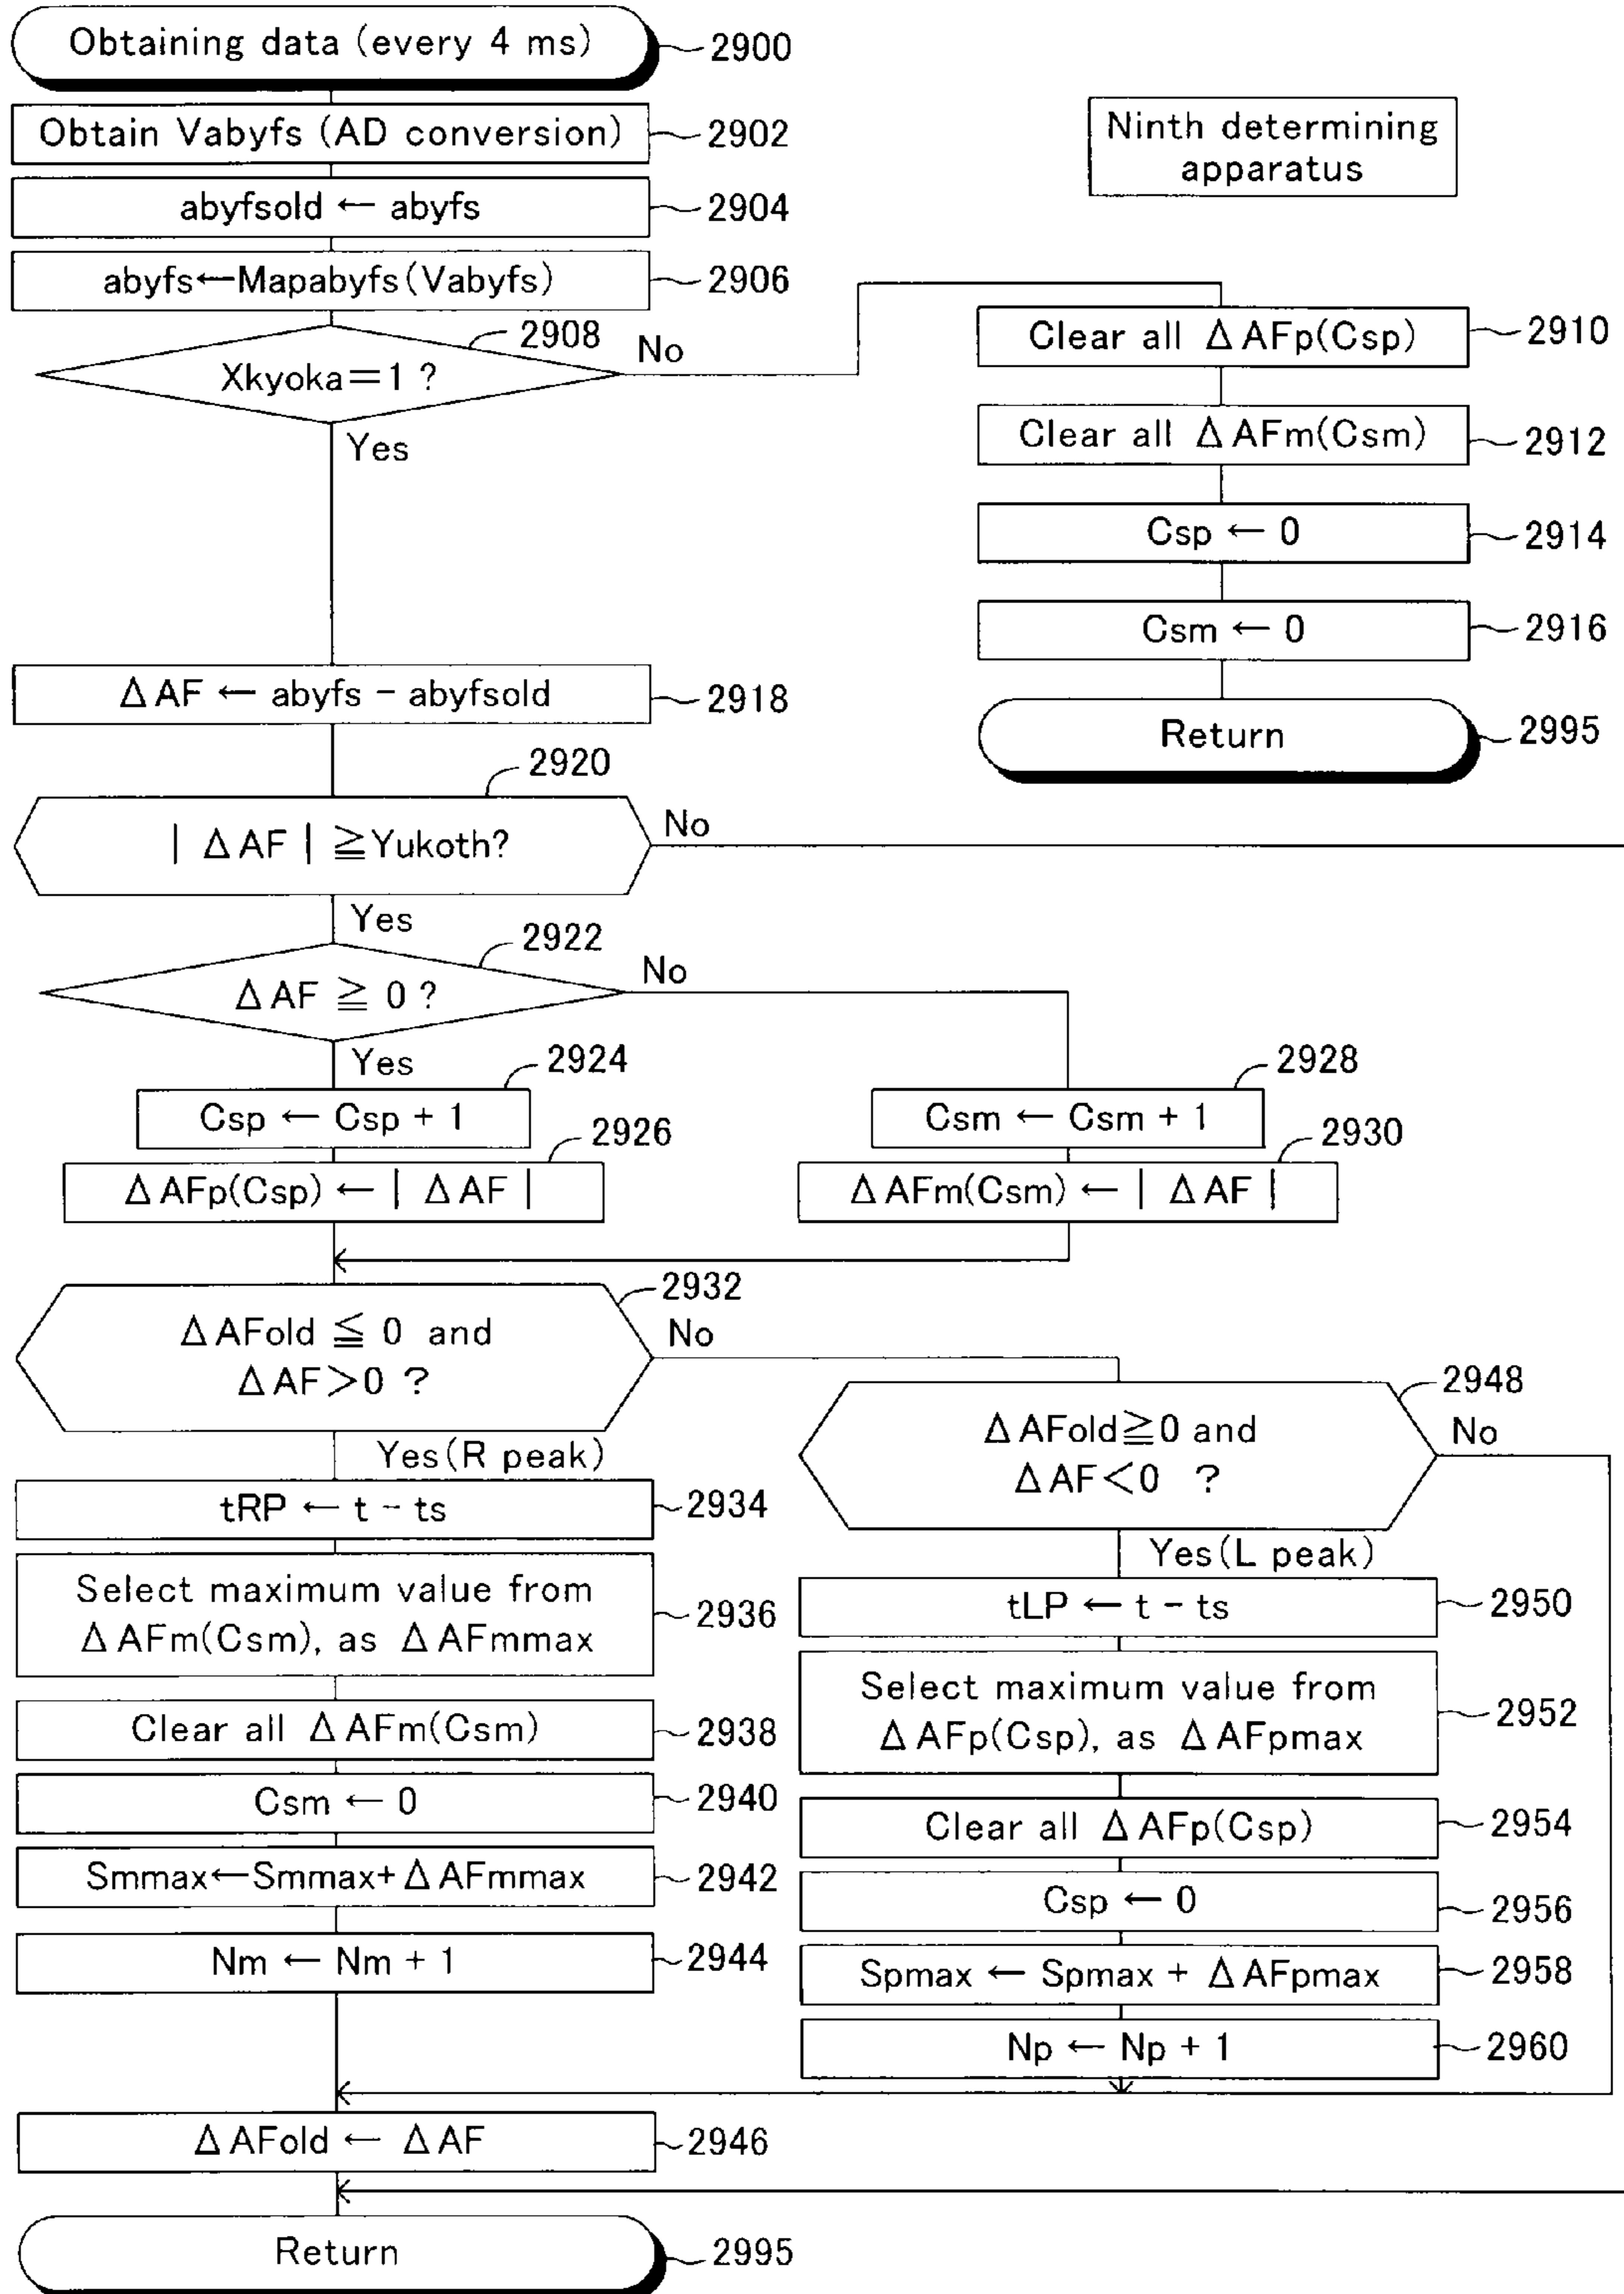 Obtaining data (every 4 ms)
2900
Obtain Vabyfs (AD conversion)
2902
Ninth determining
apparatus
abyfsold ← abyfs
2904
abyfs←Mapabyfs(Vabyfs)
2906
2908
Xkyoka=1 ?
No
Yes
Clear all ΔAFp(Csp)
2910
Clear all ΔAFm(Csm)
2912
Csp ← 0
2914
Csm ← 0
2916
Return
2995
ΔAF ← abyfs - abyfsold
2918
2920
| ΔAF | ≧Yukoth?
No
Yes
2922
ΔAF ≧ 0 ?
No
Yes
2924
Csp ← Csp + 1
2926
ΔAFp(Csp) ← | ΔAF |
2928
Csm ← Csm + 1
2930
ΔAFm(Csm) ← | ΔAF |
2932
ΔAFold ≦ 0 and
ΔAF>0 ?
No
Yes(R peak)
tRP ← t - ts
2934
Select maximum value from
ΔAFm(Csm), as ΔAFmmax
2936
Clear all ΔAFm(Csm)
2938
Csm ← 0
2940
Smmax←Smmax+ΔAFmmax
2942
Nm ← Nm + 1
2944
2948
ΔAFold≧0 and
ΔAF<0 ?
No
Yes(L peak)
tLP ← t - ts
2950
Select maximum value from
ΔAFp(Csp), as ΔAFpmax
2952
Clear all ΔAFp(Csp)
2954
Csp ← 0
2956
Spmax ← Spmax + ΔAFpmax
2958
Np ← Np + 1
2960
ΔAFold ← ΔAF
2946
Return
2995